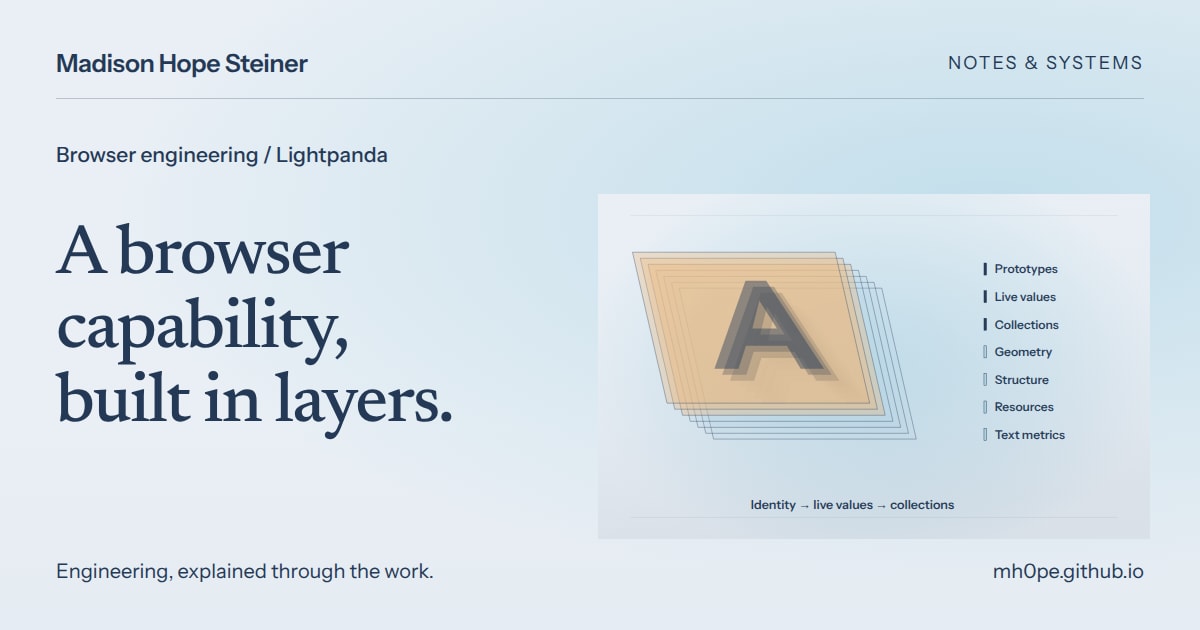 Madison Hope Steiner
NOTES & SYSTEMS
Browser engineering / Lightpanda
A browser
capability,
built in layers.
A
Prototypes
Live values
Collections
Geometry
Structure
Resources
Text metrics
Identity → live values → collections
Engineering, explained through the work.
mh0pe.github.io